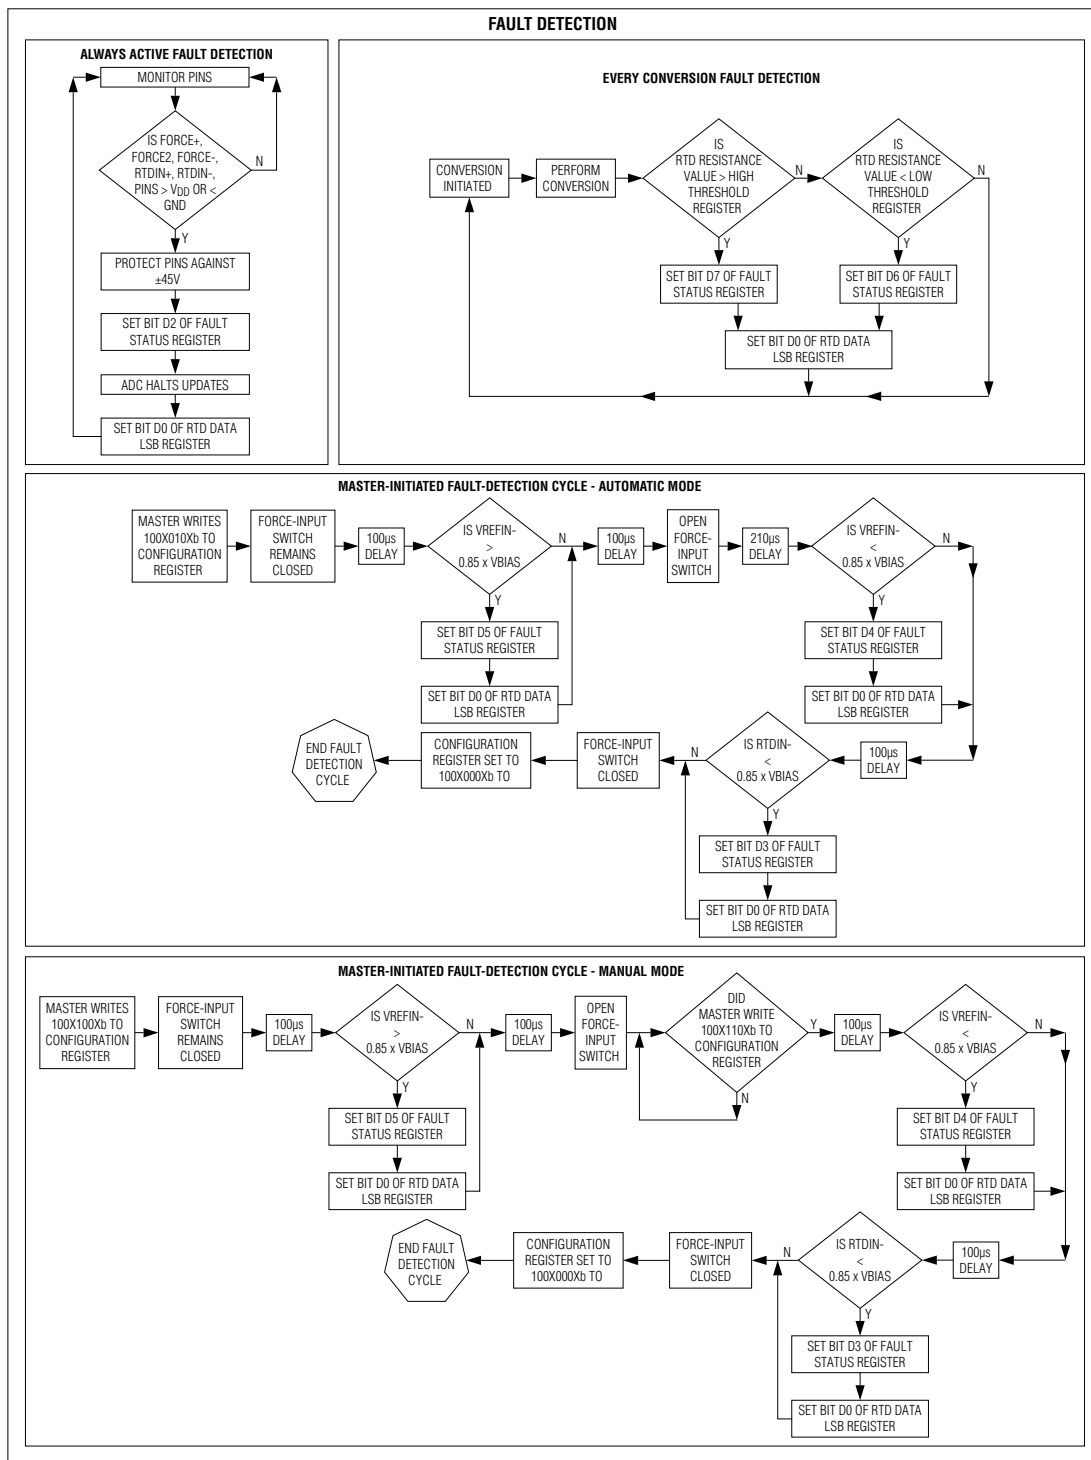 FAULT DETECTION
ALWAYS ACTIVE FAULT DETECTION
MONITOR PINS
IS FORCE+,
FORCE2, FORCE-,
RTDIN+, RTDIN-,
PINS > VDD OR <
GND
N
Y
PROTECT PINS AGAINST
±45V
SET BIT D2 OF FAULT
STATUS REGISTER
ADC HALTS UPDATES
SET BIT D0 OF RTD DATA
LSB REGISTER
EVERY CONVERSION FAULT DETECTION
CONVERSION
INITIATED
PERFORM
CONVERSION
IS
RTD RESISTANCE
VALUE > HIGH
THRESHOLD
REGISTER
N
Y
IS
RTD RESISTANCE
VALUE < LOW
THRESHOLD
REGISTER
N
Y
SET BIT D7 OF FAULT
STATUS REGISTER
SET BIT D6 OF FAULT
STATUS REGISTER
SET BIT D0 OF RTD DATA
LSB REGISTER
MASTER-INITIATED FAULT-DETECTION CYCLE - AUTOMATIC MODE
MASTER WRITES
100X010Xb TO
CONFIGURATION
REGISTER
FORCE-INPUT
SWITCH
REMAINS
CLOSED
100µs
DELAY
IS VREFIN-
>
0.85 x VBIAS
N
Y
SET BIT D5 OF FAULT
STATUS REGISTER
SET BIT D0 OF RTD DATA
LSB REGISTER
100µs
DELAY
OPEN
FORCE-
INPUT
SWITCH
210µs
DELAY
IS VREFIN-
<
0.85 x VBIAS
N
Y
SET BIT D4 OF FAULT
STATUS REGISTER
SET BIT D0 OF RTD DATA
LSB REGISTER
100µs
DELAY
IS RTDIN-
<
0.85 x VBIAS
N
Y
SET BIT D3 OF FAULT
STATUS REGISTER
SET BIT D0 OF RTD DATA
LSB REGISTER
FORCE-INPUT
SWITCH
CLOSED
CONFIGURATION
REGISTER SET TO
100X000Xb TO
END FAULT
DETECTION
CYCLE
MASTER-INITIATED FAULT-DETECTION CYCLE - MANUAL MODE
MASTER WRITES
100X100Xb TO
CONFIGURATION
REGISTER
FORCE-INPUT
SWITCH
REMAINS
CLOSED
100µs
DELAY
IS VREFIN-
>
0.85 x VBIAS
N
Y
SET BIT D5 OF FAULT
STATUS REGISTER
SET BIT D0 OF RTD DATA
LSB REGISTER
100µs
DELAY
OPEN
FORCE-
INPUT
SWITCH
DID
MASTER WRITE
100X110Xb TO
CONFIGURATION
REGISTER
Y
N
100µs
DELAY
IS VREFIN-
<
0.85 x VBIAS
N
Y
SET BIT D4 OF FAULT
STATUS REGISTER
SET BIT D0 OF RTD DATA
LSB REGISTER
100µs
DELAY
IS RTDIN-
<
0.85 x VBIAS
N
Y
SET BIT D3 OF FAULT
STATUS REGISTER
SET BIT D0 OF RTD DATA
LSB REGISTER
FORCE-INPUT
SWITCH
CLOSED
CONFIGURATION
REGISTER SET TO
100X000Xb TO
END FAULT
DETECTION
CYCLE